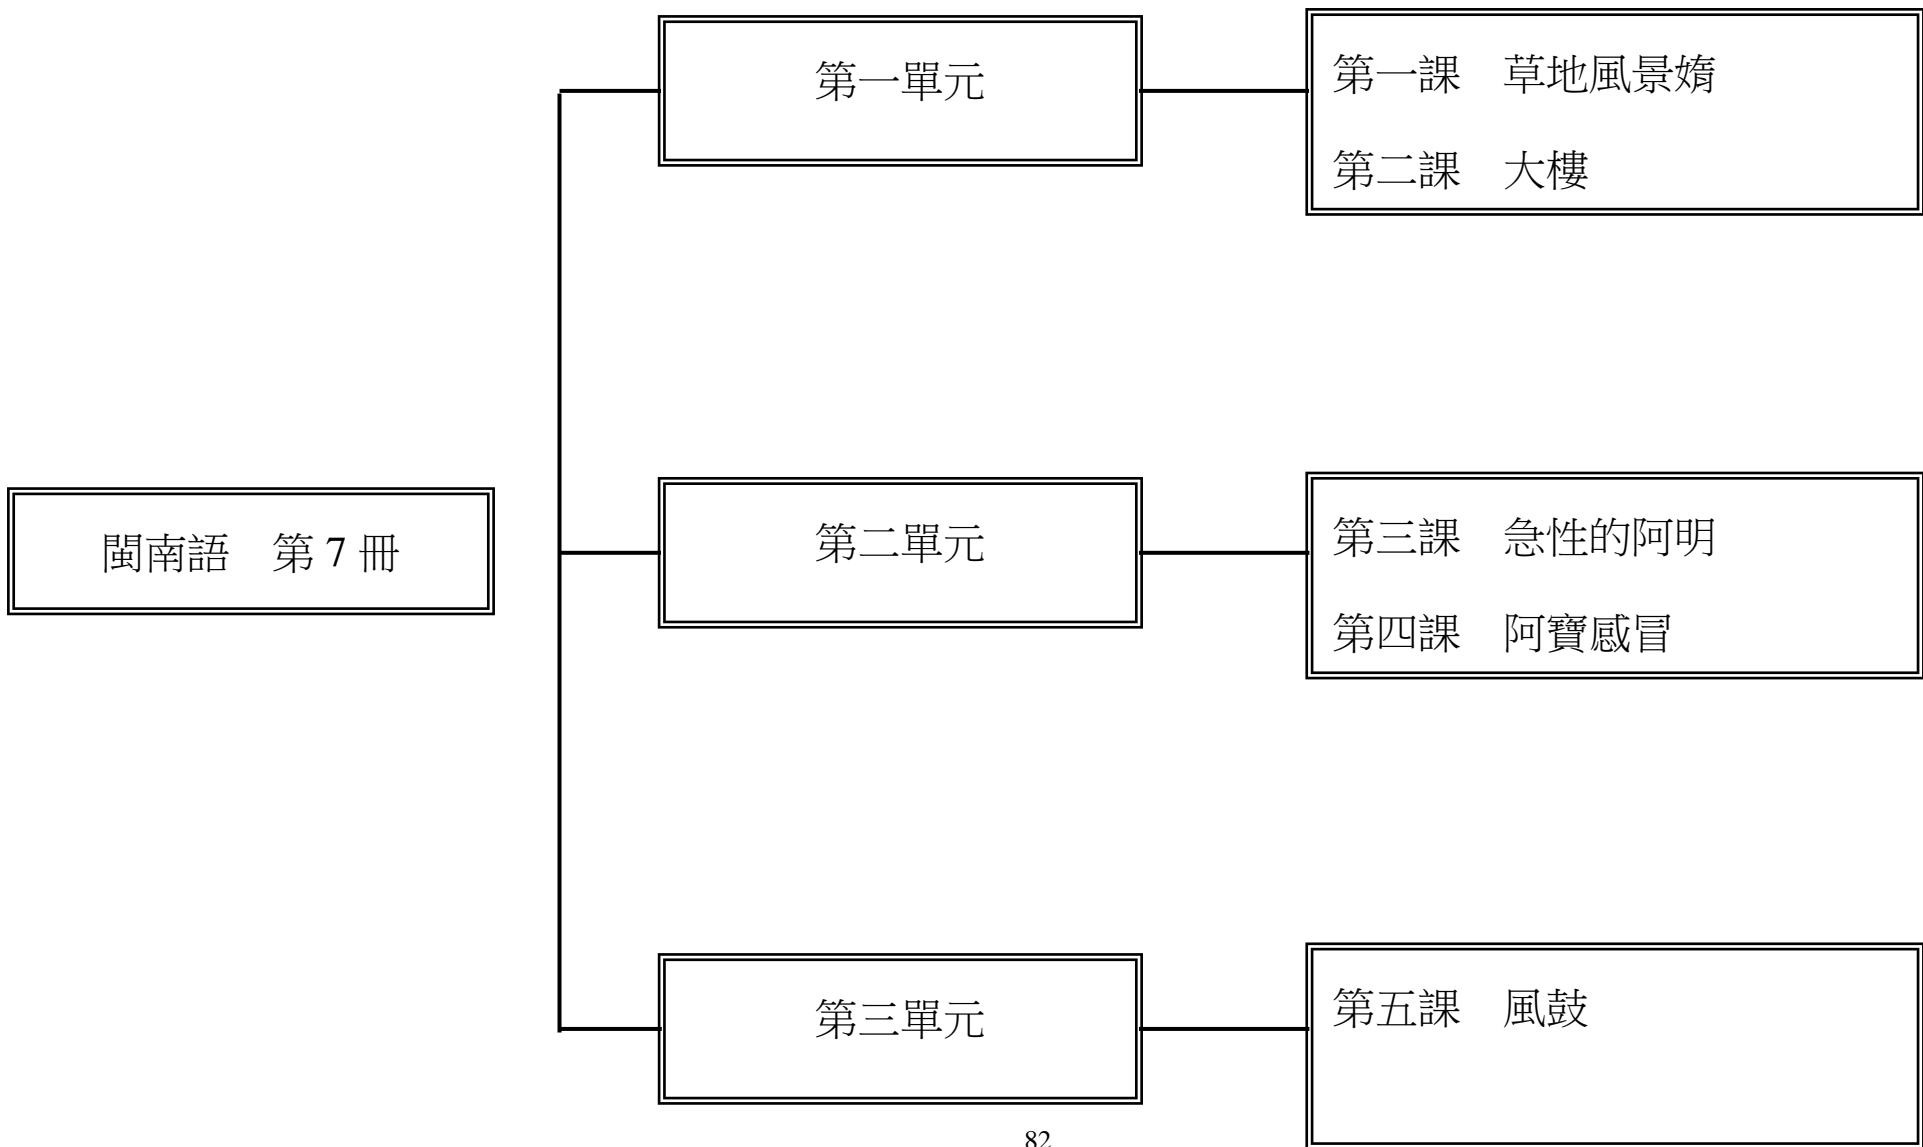 閩南語　第 7 冊
第一單元
第一課　草地風景媠
第二課　大樓
第二單元
第三課　急性的阿明
第四課　阿寶感冒
第三單元
第五課　風鼓
82